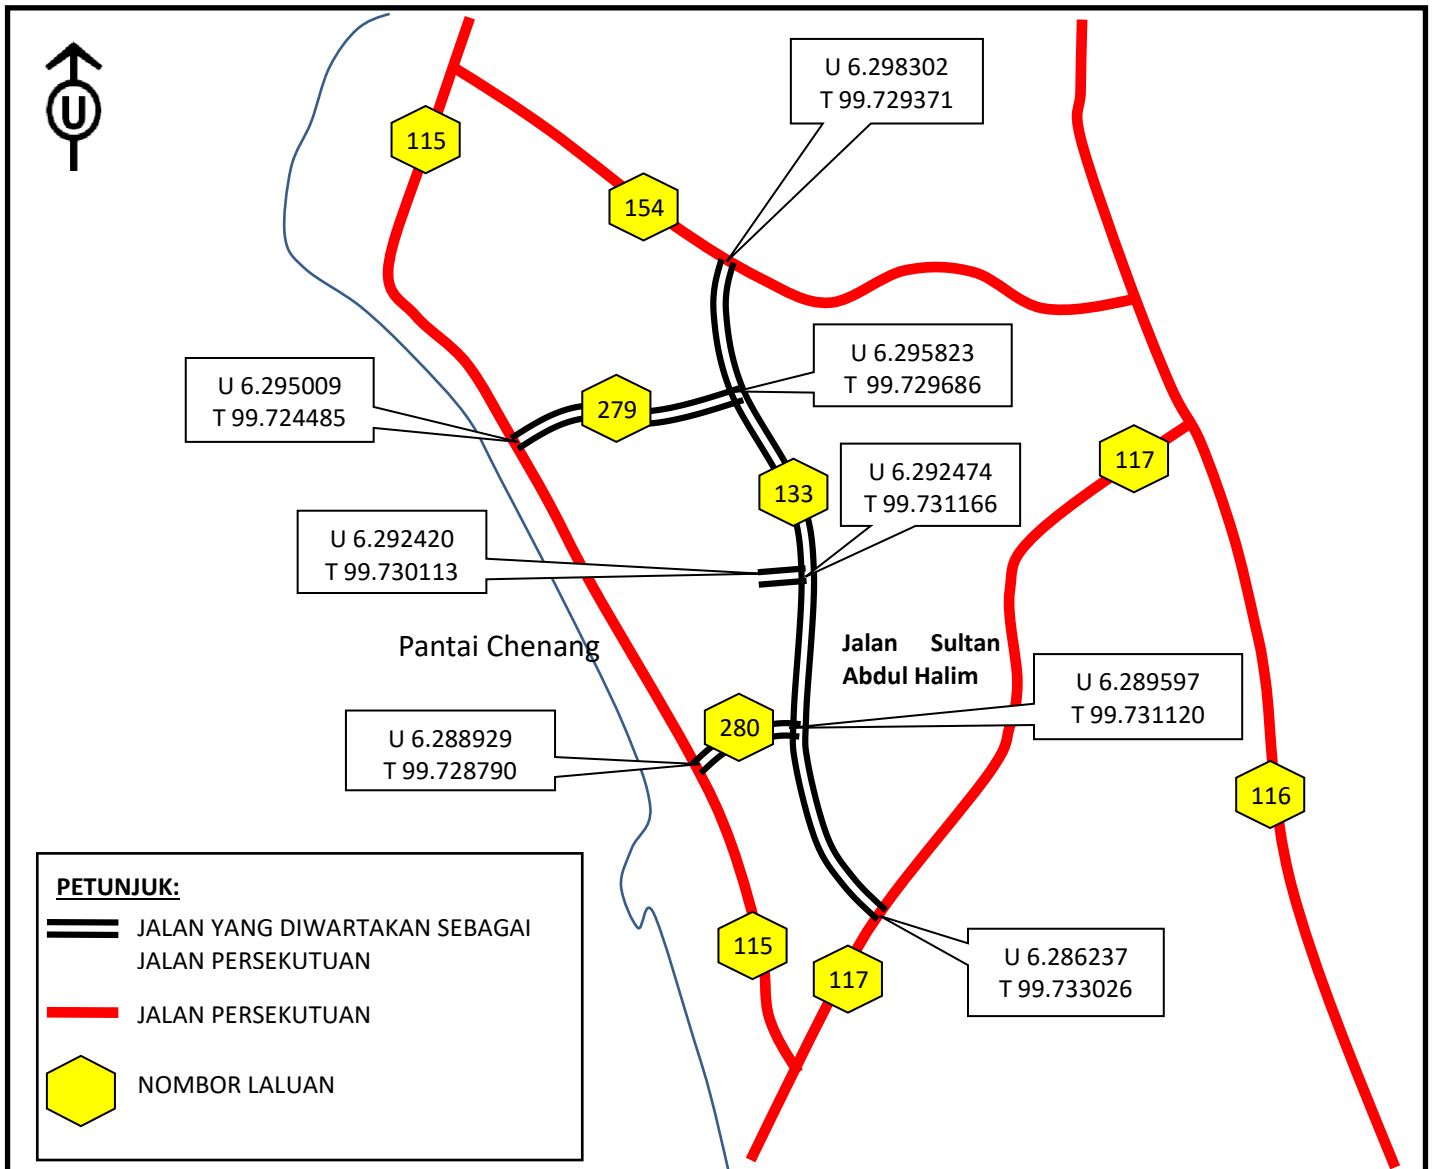 U
U 6.298302
T 99.729371
115
154
U 6.295823
T 99.729686
U 6.295009
T 99.724485
279
117
133
U 6.292474
T 99.731166
U 6.292420
T 99.730113
Pantai Chenang
Jalan Sultan
Abdul Halim
U 6.289597
T 99.731120
280
U 6.288929
T 99.728790
116
PETUNJUK:
JALAN YANG DIWARTAKAN SEBAGAI
JALAN PERSEKUTUAN
JALAN PERSEKUTUAN
NOMBOR LALUAN
115
117
U 6.286237
T 99.733026